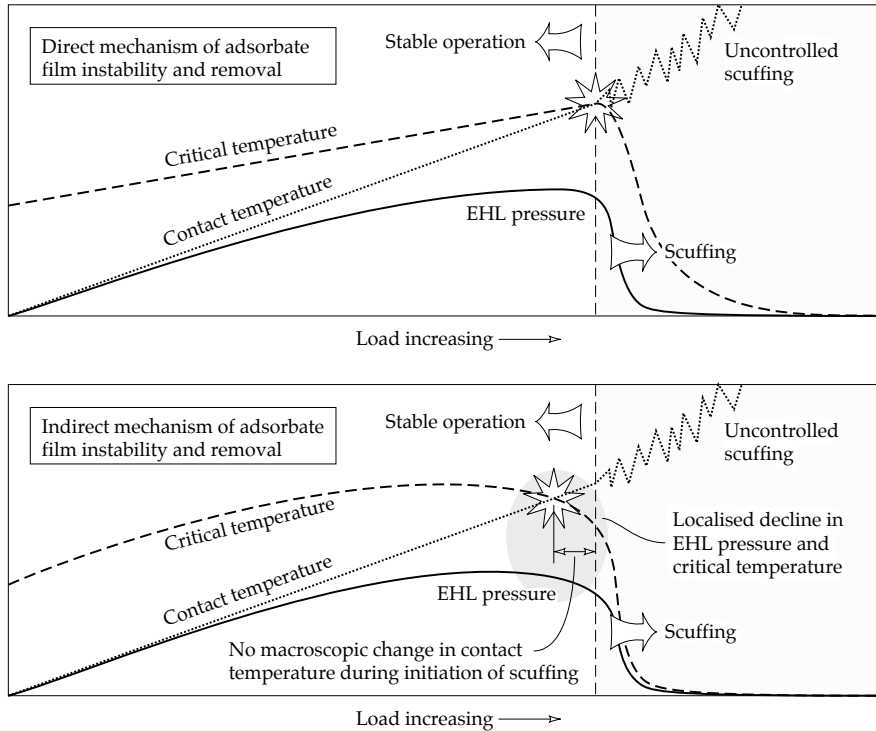 Direct mechanism of adsorbate
film instability and removal
Stable operation
Uncontrolled
scuffing
Critical temperature
Contact temperature
EHL pressure
Scuffing
Load increasing
Indirect mechanism of adsorbate
film instability and removal
Stable operation
Uncontrolled
scuffing
Critical temperature
Localised decline in
EHL pressure and
critical temperature
Contact temperature
EHL pressure
No macroscopic change in contact
temperature during initiation of scuffing
Scuffing
Load increasing